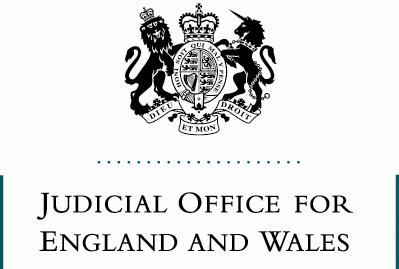 HONI SOIT QUI MAL Y PENSE
DIEU ET MON DROIT
JUDICIAL OFFICE FOR
ENGLAND AND WALES